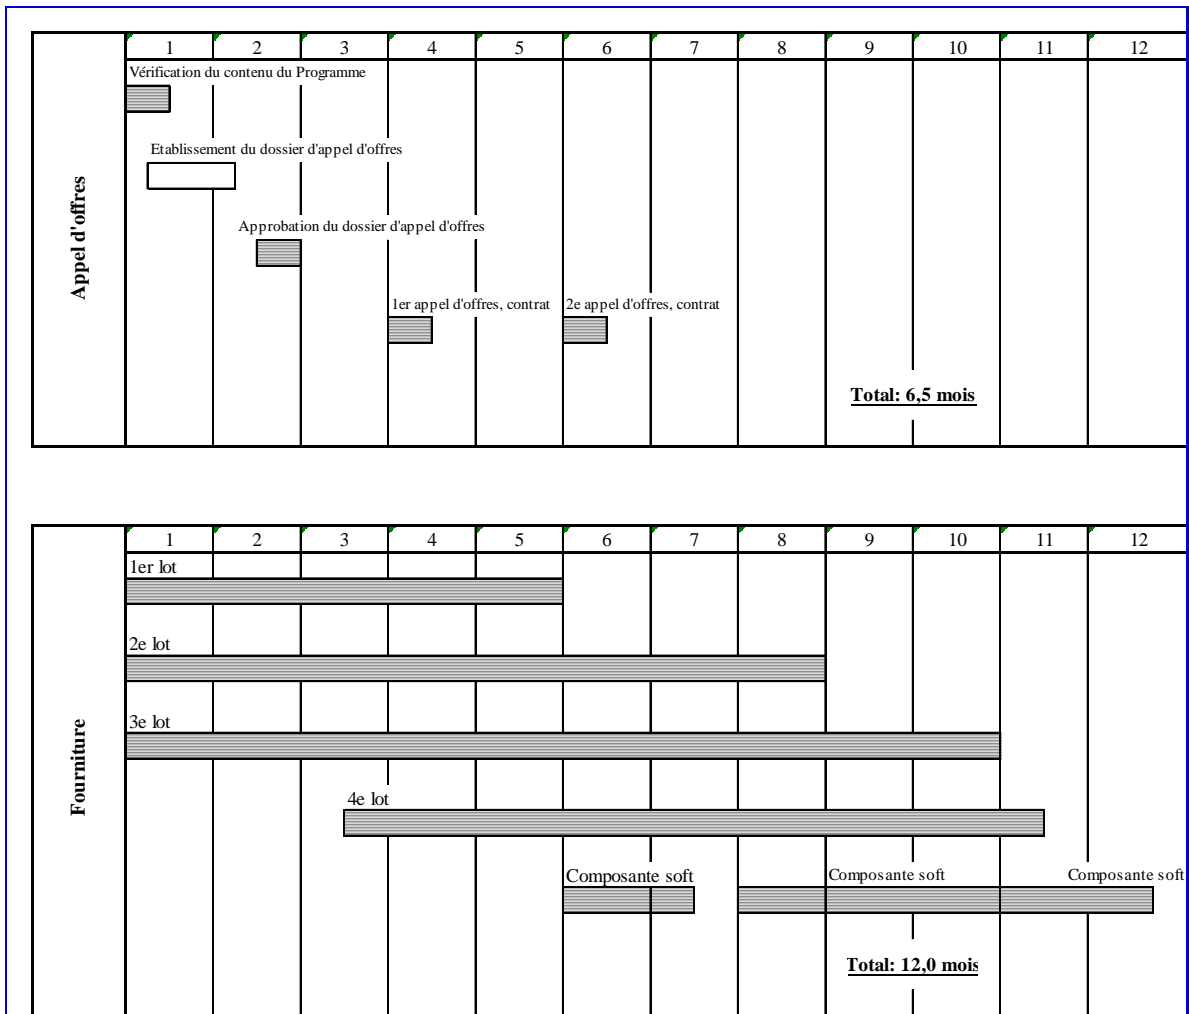 1 2 3 4 5 6 7 8 9 10 11 12
Vérification du contenu du Programme
Etablissement du dossier d'appel d'offres
Approbation du dossier d'appel d'offres
Appel d'offres
1er appel d'offres, contrat 2e appel d'offres, contrat
Total: 6,5 mois
1 2 3 4 5 6 7 8 9 10 11 12
1er lot
2e lot
3e lot
Fourniture
4e lot
Composante soft Composante soft Composante soft
Total: 12,0 mois